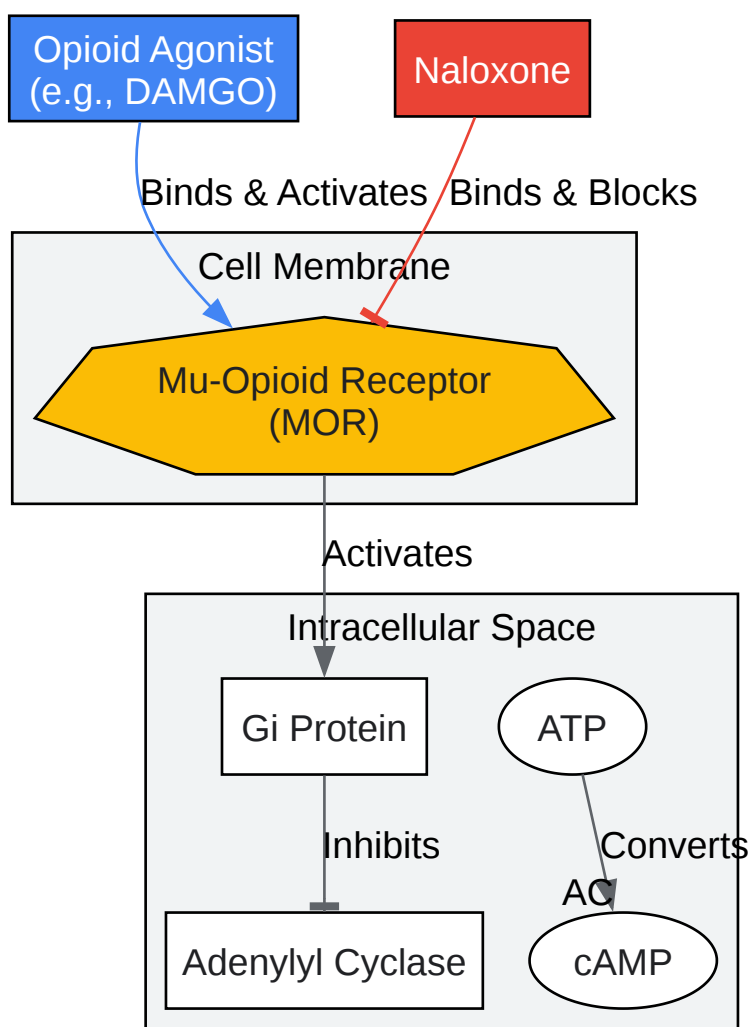 Opioid Agonist
(e.g., DAMGO)
Naloxone
Binds & Activates
Binds & Blocks
Cell Membrane
Mu-Opioid Receptor
(MOR)
Activates
Intracellular Space
Gi Protein
ATP
Inhibits
Converts
AC
Adenylyl Cyclase
cAMP